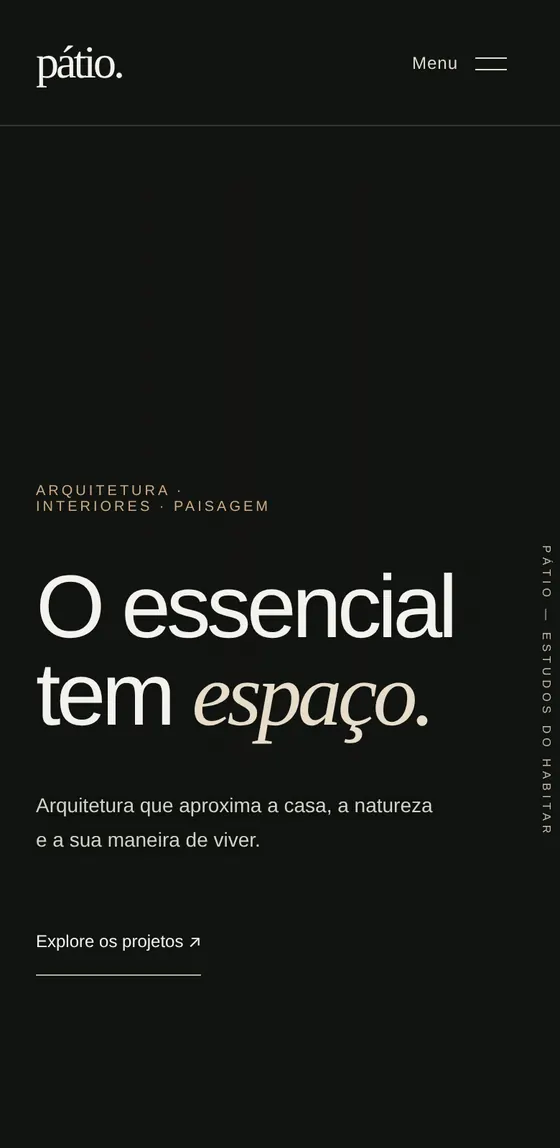 pátio.
Menu
ARQUITETURA ·
INTERIORES · PAISAGEM
O essencial
tem espaço.
Arquitetura que aproxima a casa, a natureza
e a sua maneira de viver.
Explore os projetos ↗
PÁTIO — ESTUDOS DO HABITAR